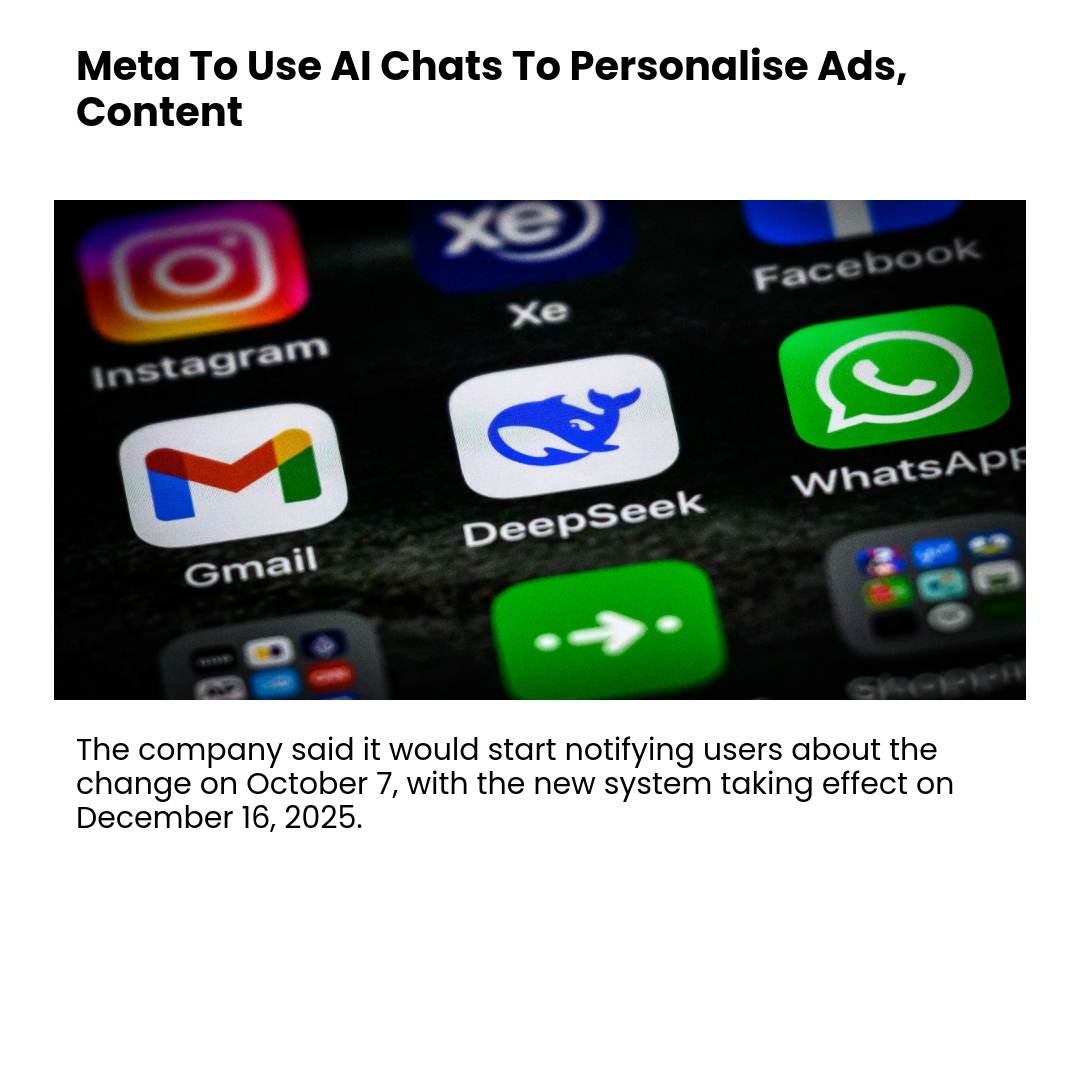 Meta To Use AI Chats To Personalise Ads,
Content
xe
Instagram
Xe
Facebook
Gmail
DeepSeek
WhatsApp
The company said it would start notifying users about the
change on October 7, with the new system taking effect on
December 16, 2025.